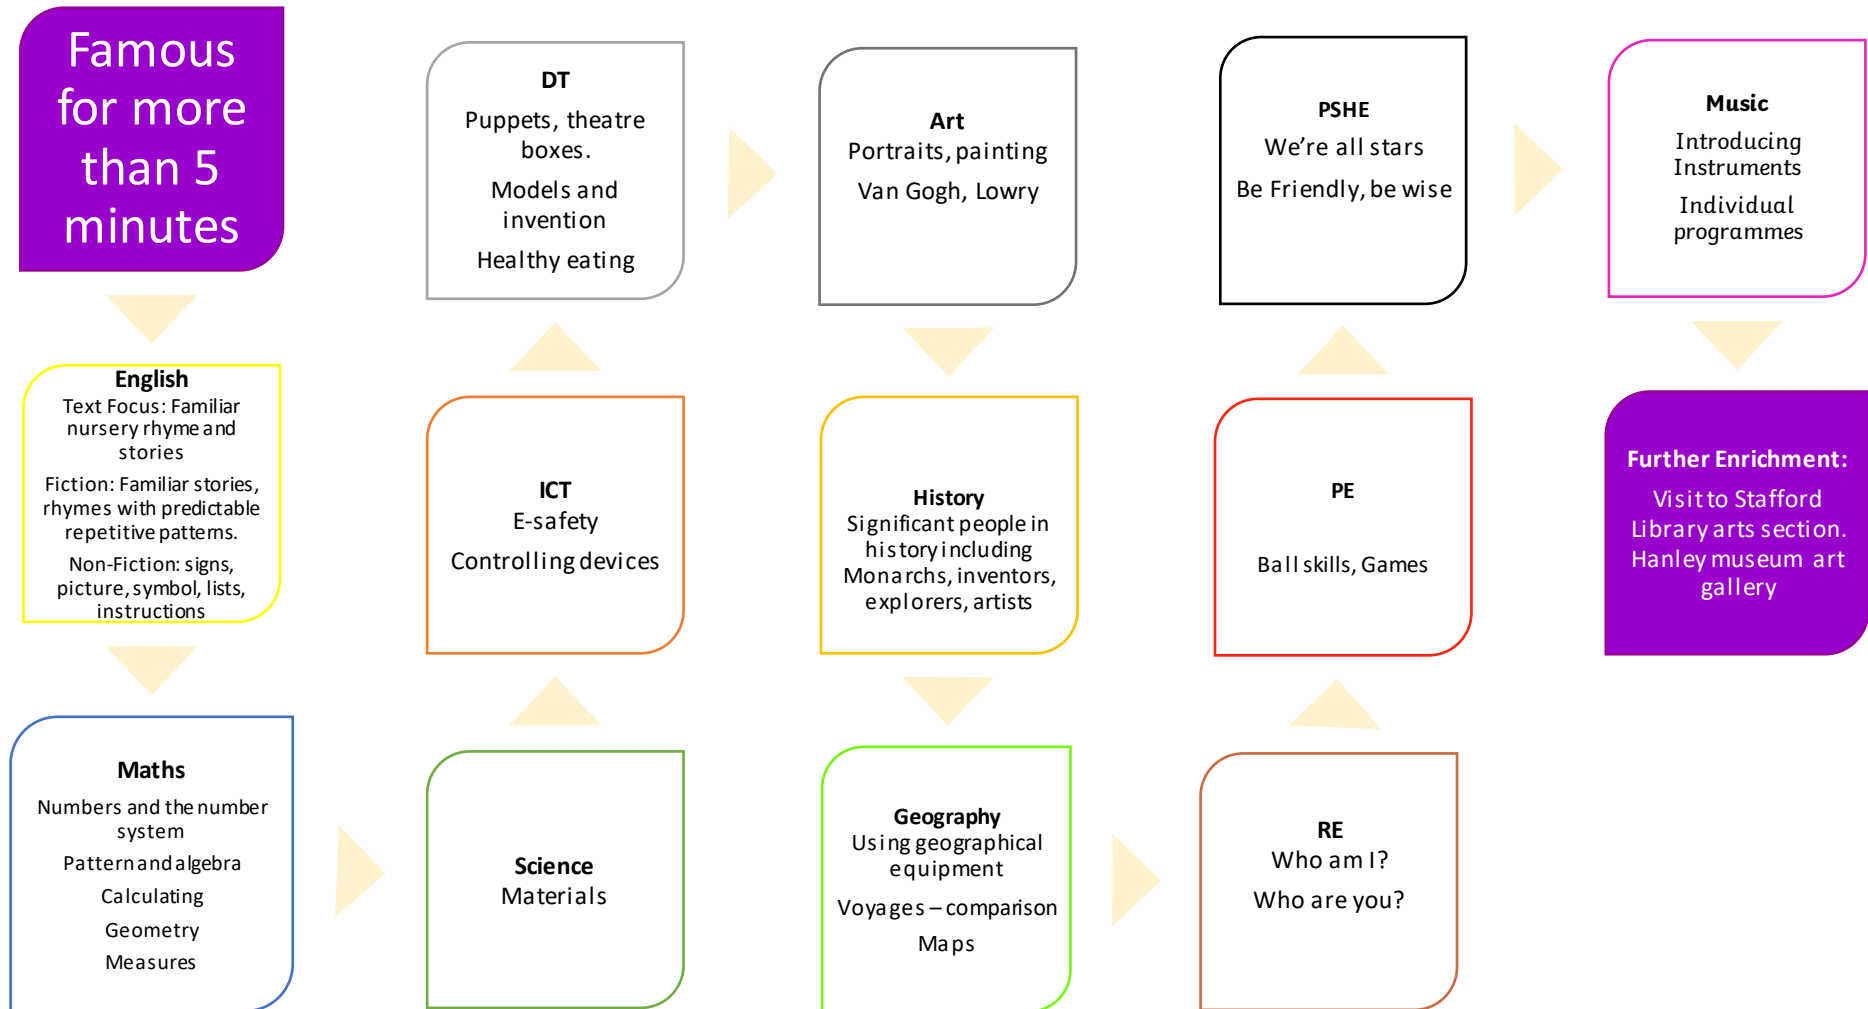 Famous
for more
than 5
minutes
English
Text Focus: Familiar
nursery rhyme and
stories
Fiction: Familiar stories,
rhymes with predictable
repetitive patterns.
Non-Fiction: signs,
picture, symbol, lists,
instructions
Maths
Numbers and the number
system
Pattern and algebra
Calculating
Geometry
Measures
Science
Materials
ICT
E-safety
Controlling devices
DT
Puppets, theatre
boxes.
Models and
invention
Healthy eating
Art
Portraits, painting
Van Gogh, Lowry
History
Significant people in
history including
Monarchs, inventors,
explorers, artists
Geography
Using geographical
equipment
Voyages – comparison
Maps
RE
Who am I?
Who are you?
PE
Ball skills, Games
PSHE
We’re all stars
Be Friendly, be wise
Music
Introducing
Instruments
Individual
programmes
Further Enrichment:
Visit to Stafford
Library arts section.
Hanley museum art
gallery